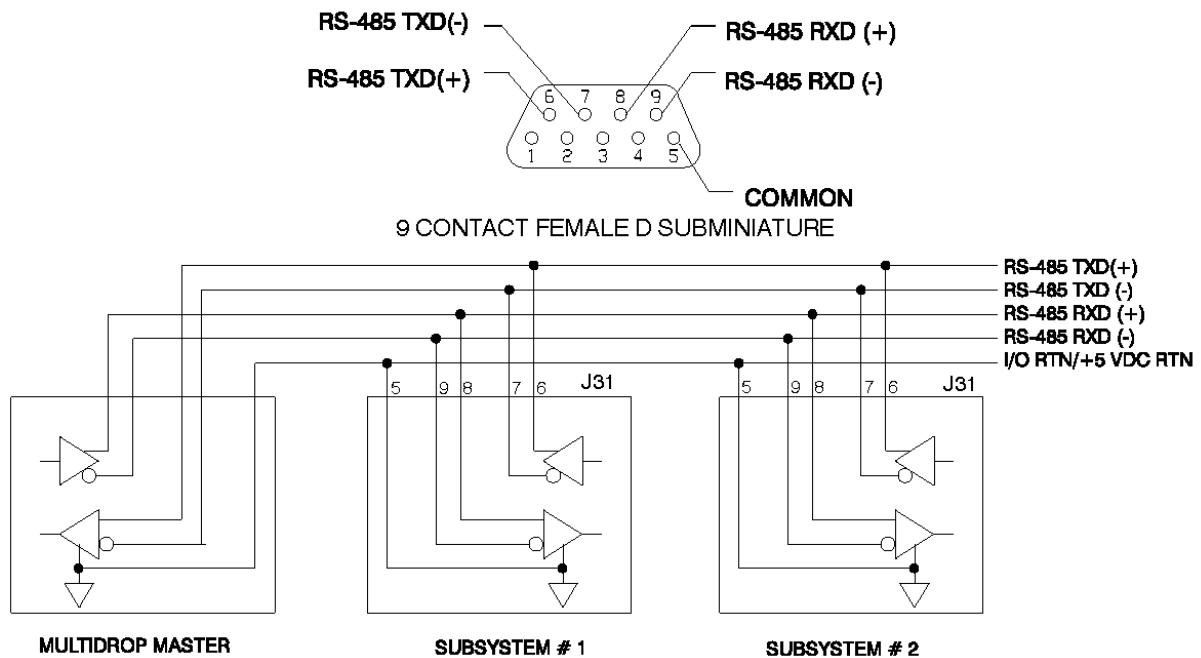 RS-485 TXD(-)
RS-485 RXD (+)
RS-485 TXD(+)
RS-485 RXD (-)
6 7 8 9
1 2 3 4 5
COMMON
9 CONTACT FEMALE D SUBMINIATURE
RS-485 TXD(+)
RS-485 TXD (-)
RS-485 RXD (+)
RS-485 RXD (-)
I/O RTN/+5 VDC RTN
5 9 8 7 6 J31
5 9 8 7 6 J31
MULTIDROP MASTER
SUBSYSTEM # 1
SUBSYSTEM # 2